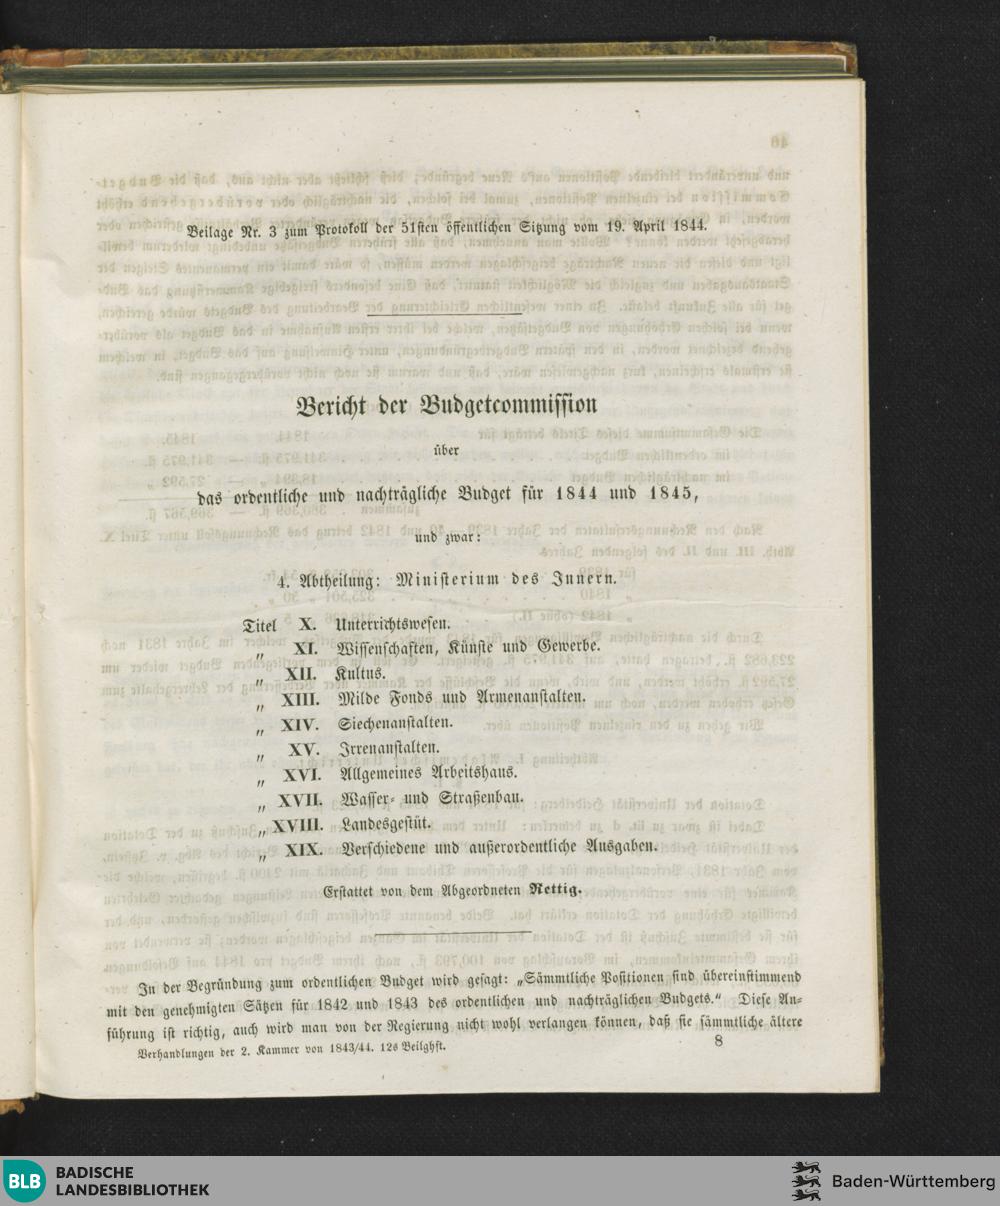 Beilage Nr. 3 zum Protokoll der 51sten öffentlichen Sitzung vom 19. April 1844.
Bericht der Budgetcommission
über
das ordentliche und nachträgliche Budget für 1844 und 1845,
und zwar:
4. Abtheilung: Ministerium des Innern.
Titel X. Unterrichtswesen.
„ XI. Wissenschaften, Künste und Gewerbe.
„ XII. Kultus.
„ XIII. Milde Fonds und Armenanstalten.
„ XIV. Siechenanstalten.
„ XV. Irrenanstalten.
„ XVI. Allgemeines Arbeitshaus.
„ XVII. Wasser- und Straßenbau.
„ XVIII. Landesgestüt.
„ XIX. Verschiedene und außerordentliche Ausgaben.
Erstattet von dem Abgeordneten Rettig.
In der Begründung zum ordentlichen Budget wird gesagt: „Sämmtliche Positionen sind übereinstimmend
mit den genehmigten Sätzen für 1842 und 1843 des ordentlichen und nachträglichen Budgets.“ Diese An-
führung ist richtig, auch wird man von der Regierung nicht wohl verlangen können, daß sie sämmtliche ältere
Verhandlungen der 2. Kammer von 1843/44. 12s Beilghft.
8
BLB BADISCHE
LANDESBIBLIOTHEK
Baden-Württemberg